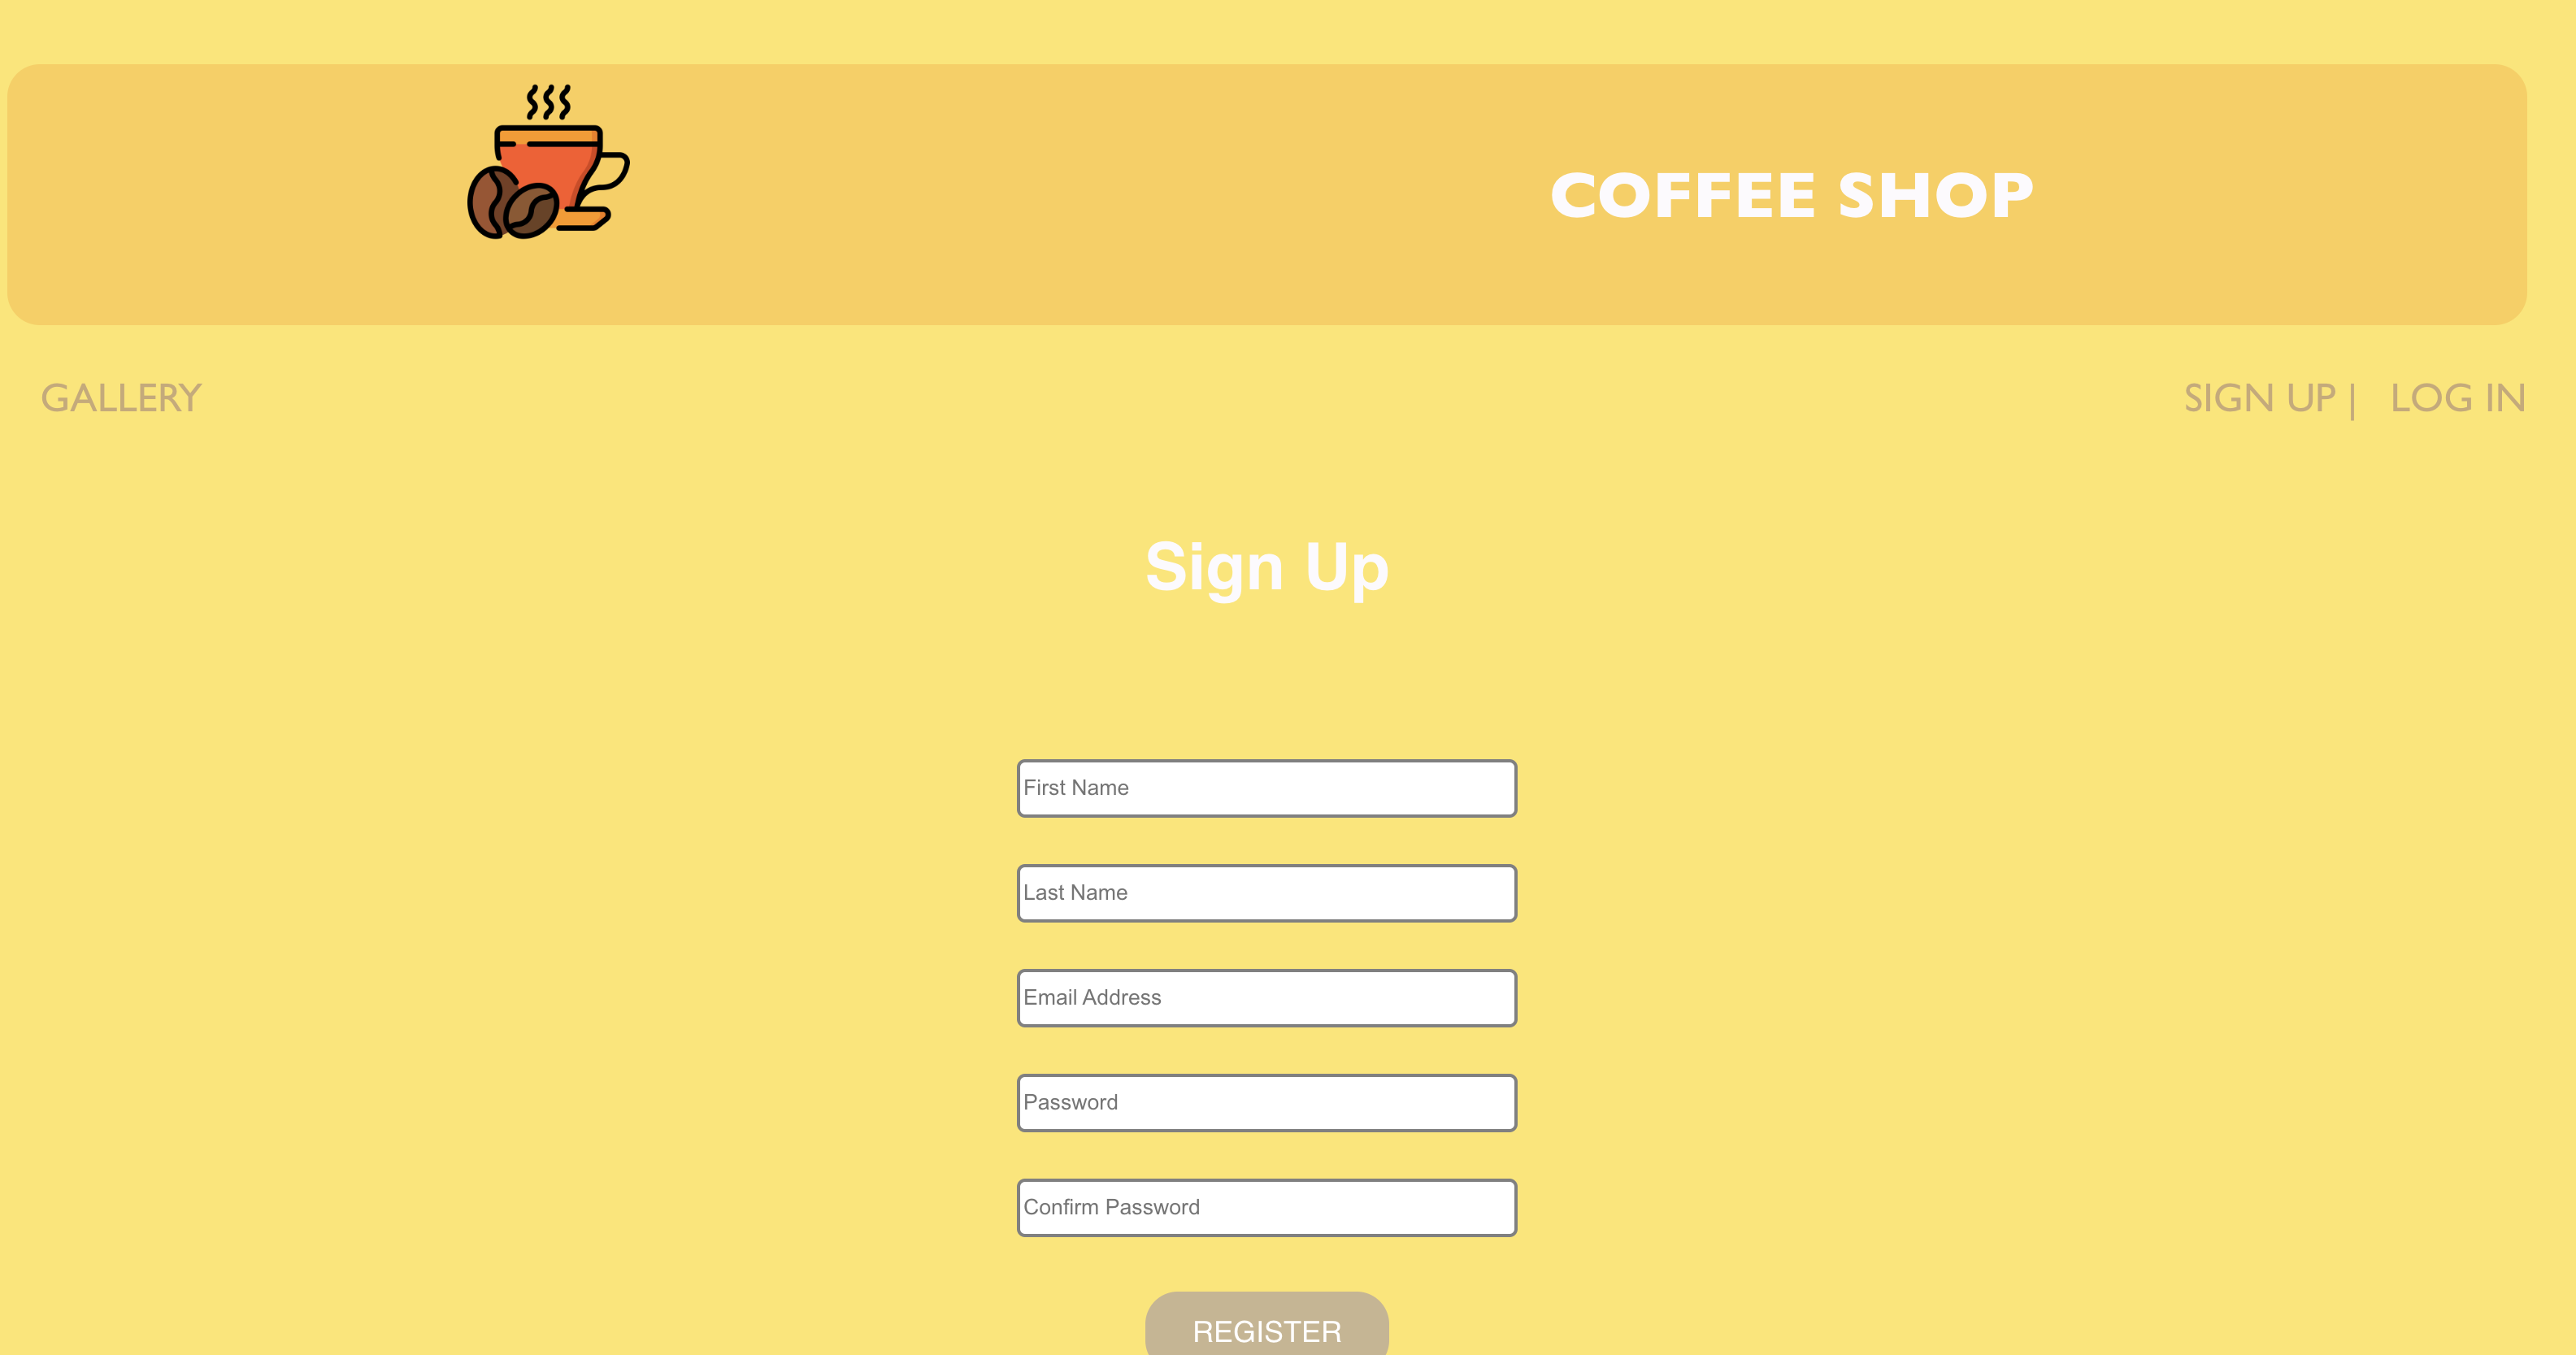 COFFEE SHOP
GALLERY
SIGN UP | LOG IN
Sign Up
First Name
Last Name
Email Address
Password
Confirm Password
REGISTER